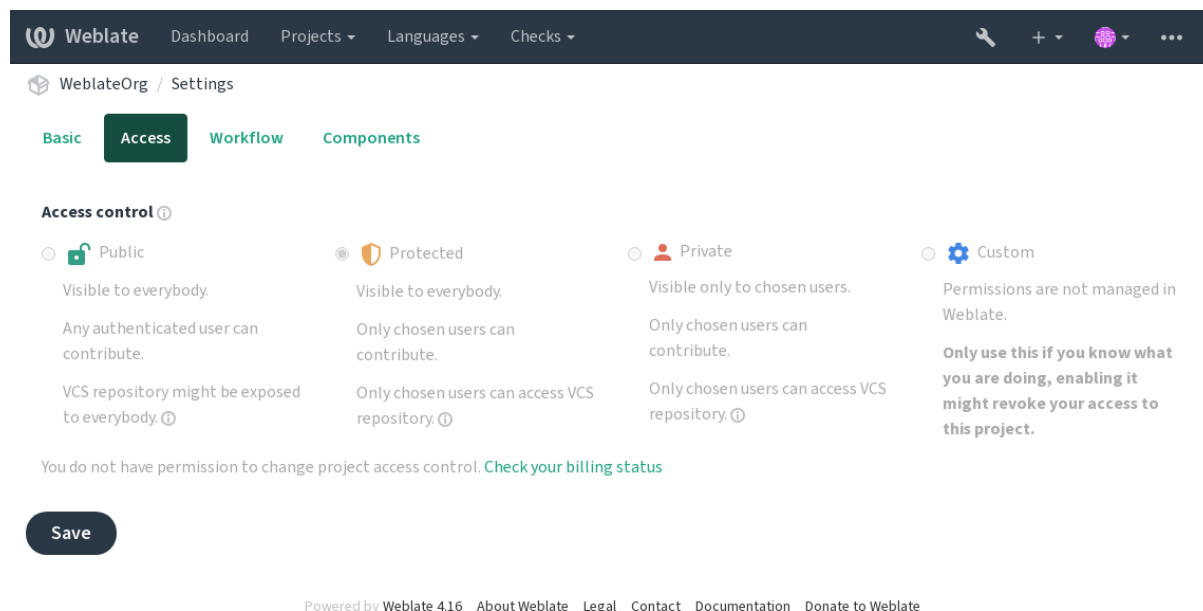 Weblate Dashboard Projects Languages Checks
WeblateOrg / Settings
Basic Access Workflow Components
Access control
Public
Visible to everybody.
Any authenticated user can
contribute.
VCS repository might be exposed
to everybody.
Protected
Visible to everybody.
Only chosen users can
contribute.
Only chosen users can access VCS
repository.
Private
Visible only to chosen users.
Only chosen users can
contribute.
Only chosen users can access VCS
repository.
Custom
Permissions are not managed in
Weblate.
Only use this if you know what
you are doing, enabling it
might revoke your access to
this project.
You do not have permission to change project access control. Check your billing status
Save
Powered by Weblate 4.16 About Weblate Legal Contact Documentation Donate to Weblate